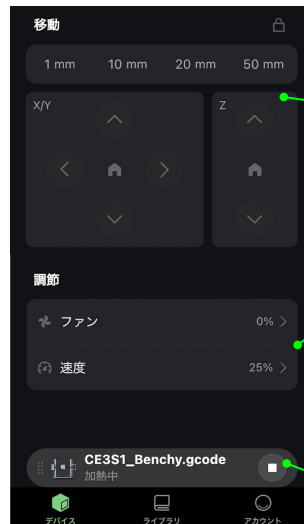 移動
1 mm 10 mm 20 mm 50 mm
X/Y Z
調節
ファン 0%
速度 25%
CE3S1_Benchy.gcode
加熱中
デバイス ライブラリ アカウント